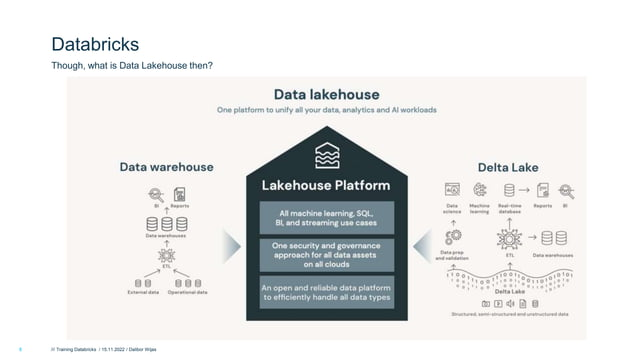 Databricks
Though, what is Data Lakehouse then?
Data lakehouse
One platform to unify all your data, analytics and AI workloads
Data warehouse
BI
Reports
Data warehouses
ETL
External data
Operational data
Lakehouse Platform
All machine learning, SQL,
BI, and streaming use cases
One security and governance
approach for all data assets
on all clouds
An open and reliable data platform
to efficiently handle all data types
Delta Lake
Data
science
Machine
learning
Real-time
database
Reports
BI
Data prep
and validation
ETL
Data warehouses
Delta Lake
Structured, semi-structured and unstructured data
/// Training Databricks / 15.11.2022 / Dalibor Wijas